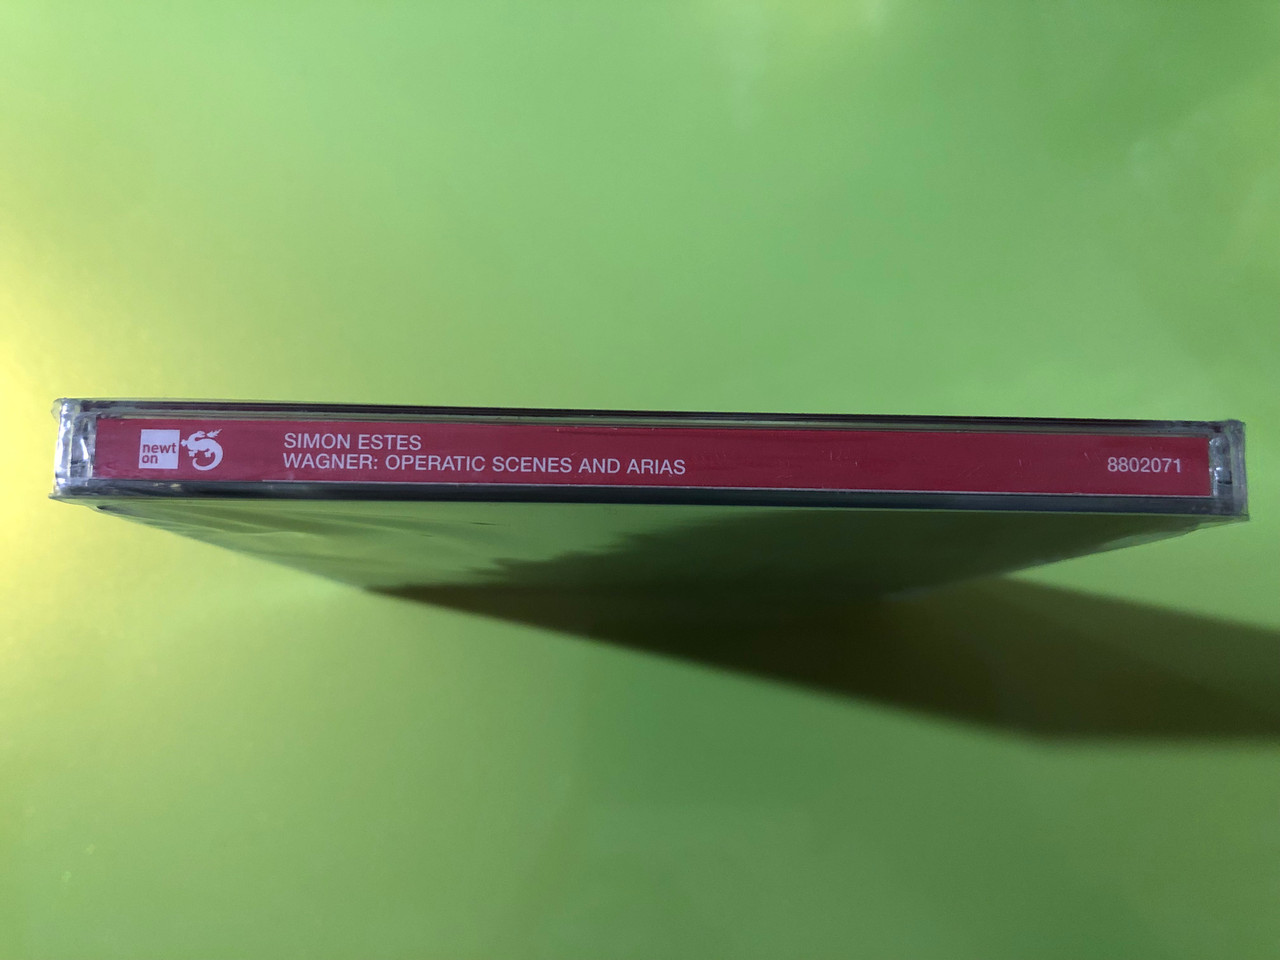 newt
on
SIMON ESTES
WAGNER: OPERATIC SCENES AND ARIAS
8802071